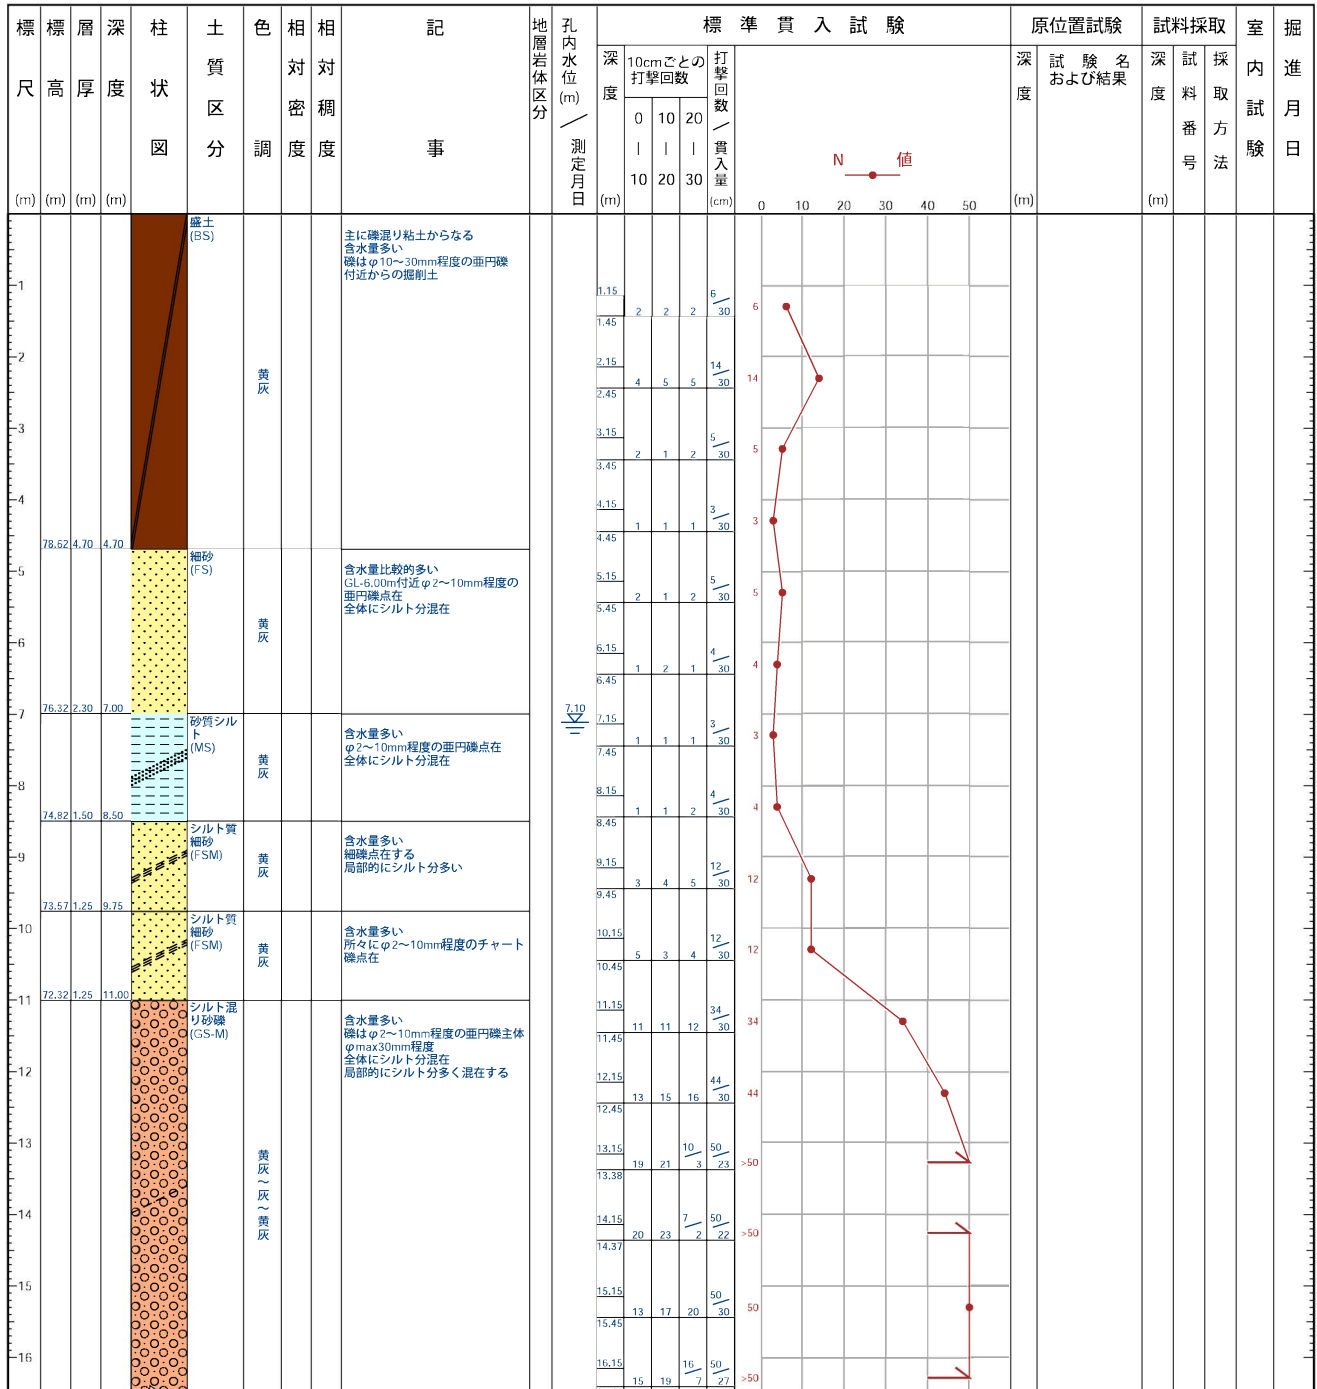 標尺
(m)
標高
(m)
層厚
(m)
深度
(m)
柱状図
土質区分
色調
相対密度
相対稠度
記事
地層岩体区分
孔内水位(m)/測定月日
標準貫入試験
深度
(m)
10cmごとの
打撃回数
0 | 10
10 | 20
20 | 30
打撃回数/貫入量
(cm)
N 値
0 10 20 30 40 50
原位置試験
深度
(m)
試験名
および結果
試料採取
深度
(m)
試料番号
採取方法
室内試験
掘進月日
盛土
(BS)
黄灰
主に礫混り粘土からなる
含水量多い
礫はφ10～30mm程度の亜円礫
付近からの掘削土
1
1.15 6
2 2 2 30 6
1.45
2
2.15 14
4 5 5 30 14
2.45
3
3.15 5
2 1 2 30 5
3.45
4
4.15 3
1 1 1 30 3
4.45
78.62 4.70 4.70
細砂
(FS)
黄灰
含水量比較的多い
GL-6.00m付近φ2～10mm程度の
亜円礫点在
全体にシルト分混在
5
5.15 5
2 1 2 30 5
5.45
6
6.15 4
1 2 1 30 4
6.45
76.32 2.30 7.00
7
7.10
砂質シル
ト
(MS)
黄灰
含水量多い
φ2～10mm程度の亜円礫点在
全体にシルト分混在
7.15 3
1 1 1 30 3
7.45
8
8.15 4
1 1 2 30 4
8.45
74.82 1.50 8.50
シルト質
細砂
(FSM)
黄灰
含水量多い
細礫点在する
局部的にシルト分多い
9
9.15 12
3 4 5 30 12
9.45
73.57 1.25 9.75
シルト質
細砂
(FSM)
黄灰
含水量多い
所々にφ2～10mm程度のチャート
礫点在
10
10.15 12
5 3 4 30 12
10.45
72.32 1.25 11.00
11
シルト混
り砂礫
(GS-M)
黄灰～灰～黄灰
含水量多い
礫はφ2～10mm程度の亜円礫主体
φmax30mm程度
全体にシルト分混在
局部的にシルト分多く混在する
11.15 34
11 11 12 30 34
11.45
12
12.15 44
13 15 16 30 44
12.45
13
13.15 10 50
19 21 3 23 >50
13.38
14
14.15 7 50
20 23 2 22 >50
14.37
15
15.15 50
13 17 20 30 50
15.45
16
16.15 16 50
15 19 7 27 >50